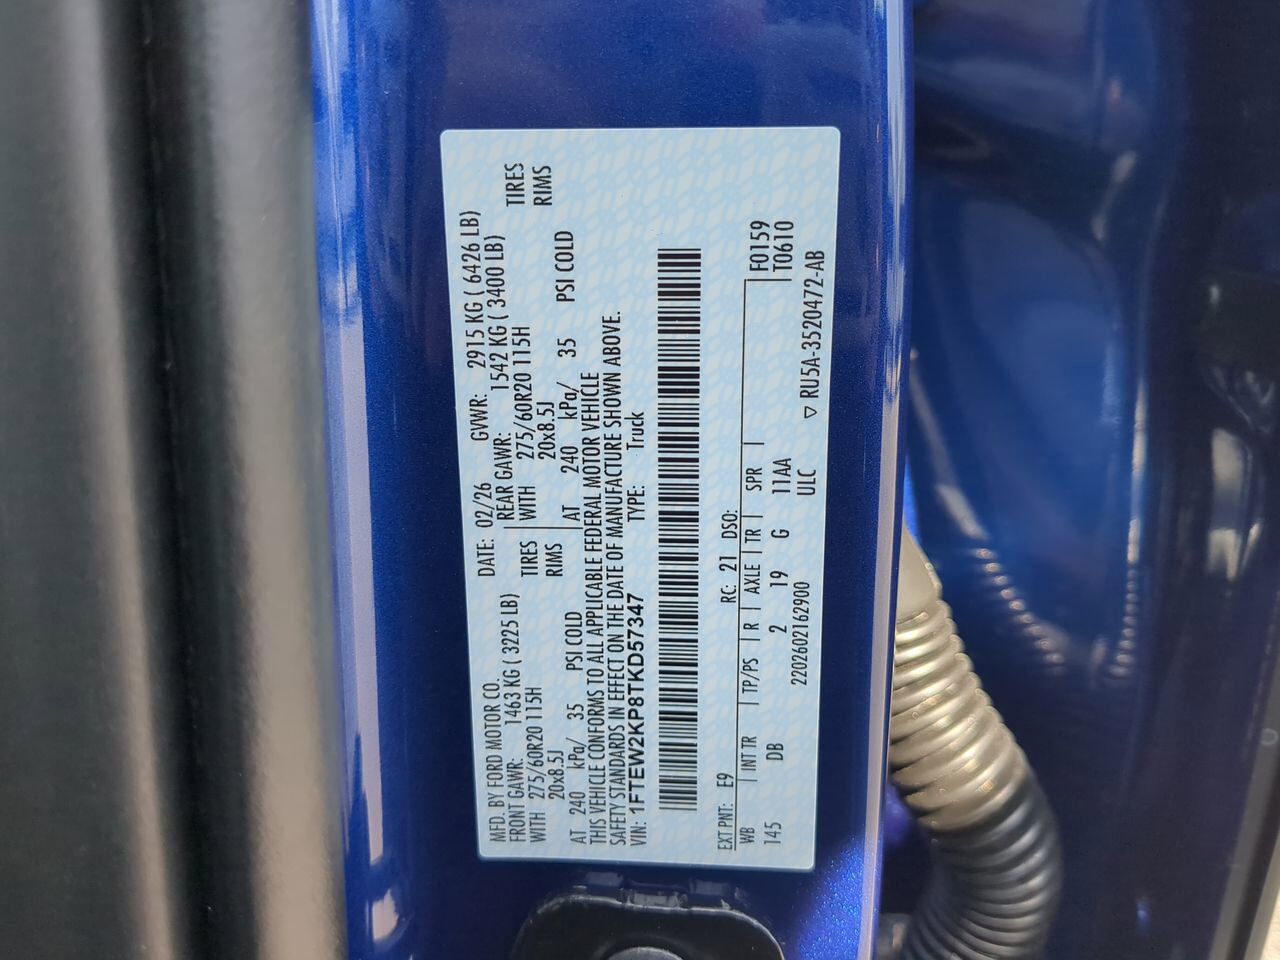 MFD. BY FORD MOTOR CO. DATE: 02/26 GVWR: 2915 KG ( 6426 LB)
FRONT GAWR: 1463 KG ( 3225 LB) REAR GAWR: 1542 KG ( 3400 LB)
WITH 275/60R20 115H TIRES WITH 275/60R20 115H TIRES
20x8.5J RIMS 20x8.5J RIMS
AT 240 kPa/ 35 PSI COLD AT 240 kPa/ 35 PSI COLD
THIS VEHICLE CONFORMS TO ALL APPLICABLE FEDERAL MOTOR VEHICLE
SAFETY STANDARDS IN EFFECT ON THE DATE OF MANUFACTURE SHOWN ABOVE.
VIN: 1FTEW2KP8TKD57347 TYPE: Truck
EXT PNT: E9 RC: 21 DSO:
WB INT TR TP/PS R AXLE TR SPR F0159
145 DB 2 19 G 11AA T0610
2202602162900 ULC ▽ RU5A-3520472-AB